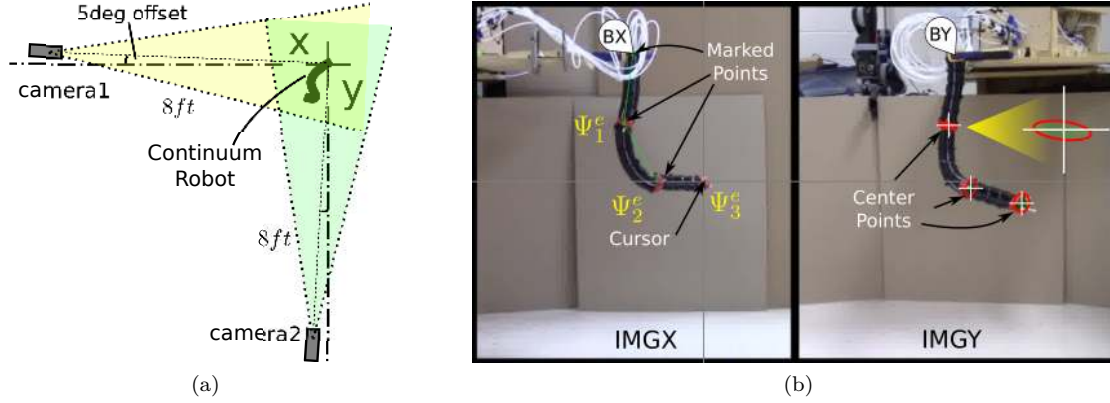 5deg offset
x
y
camera1
8ft
Continuum
Robot
8ft
camera2
(a)
BX
Marked
Points
Ψ₁ᵉ
Ψ₂ᵉ
Ψ₃ᵉ
Cursor
IMGX
BY
Center
Points
IMGY
(b)